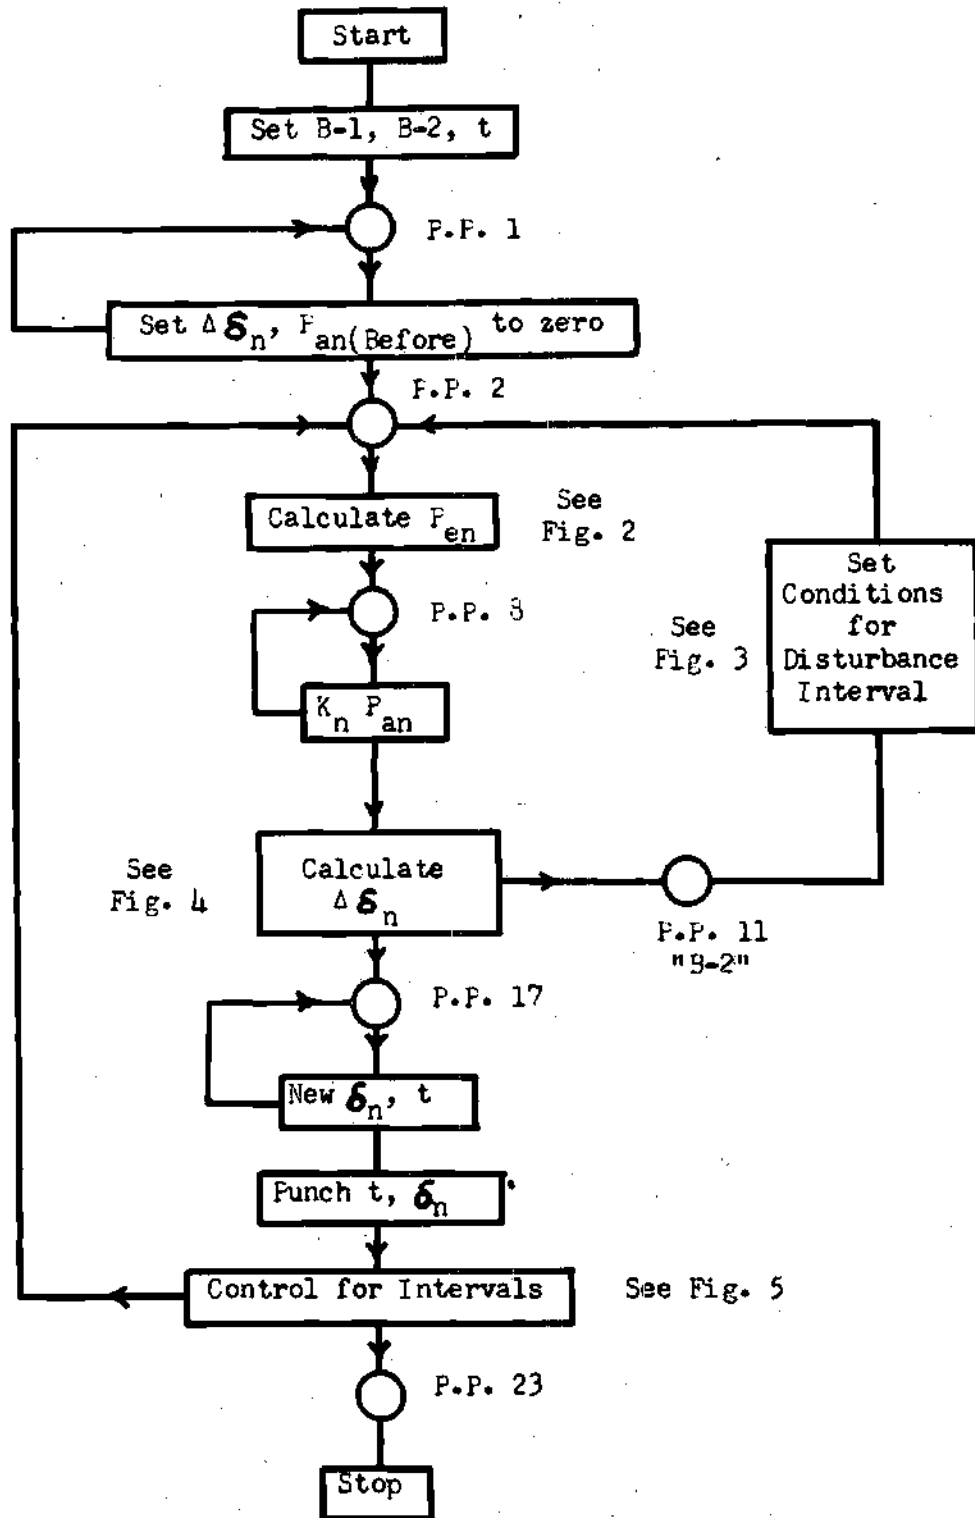 Start
Set B-1, B-2, t
P.P. 1
Set Δ δn, Pan(Before) to zero
P.P. 2
Calculate Pen
See
Fig. 2
P.P. 8
Kn Pan
Set
Conditions
for
Disturbance
Interval
See
Fig. 3
Calculate
Δ δn
See
Fig. 4
P.P. 11
"B-2"
P.P. 17
New δn, t
Punch t, δn
Control for Intervals
See Fig. 5
P.P. 23
Stop